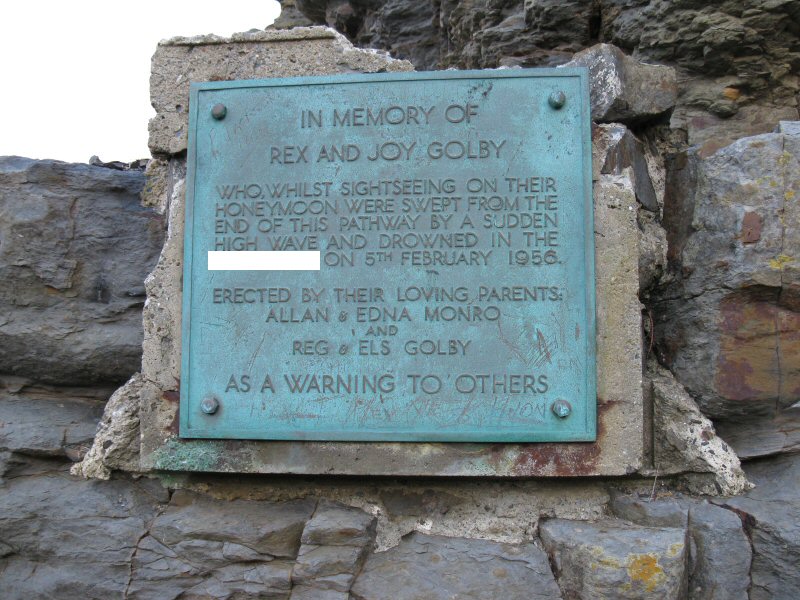 IN MEMORY OF
REX AND JOY GOLBY
WHO, WHILST SIGHTSEEING ON THEIR
HONEYMOON WERE SWEPT FROM THE
END OF THIS PATHWAY BY A SUDDEN
HIGH WAVE AND DROWNED IN THE
ON 5TH FEBRUARY 1956.
ERECTED BY THEIR LOVING PARENTS:
ALLAN & EDNA MONRO
AND
REG & ELS GOLBY
AS A WARNING TO OTHERS